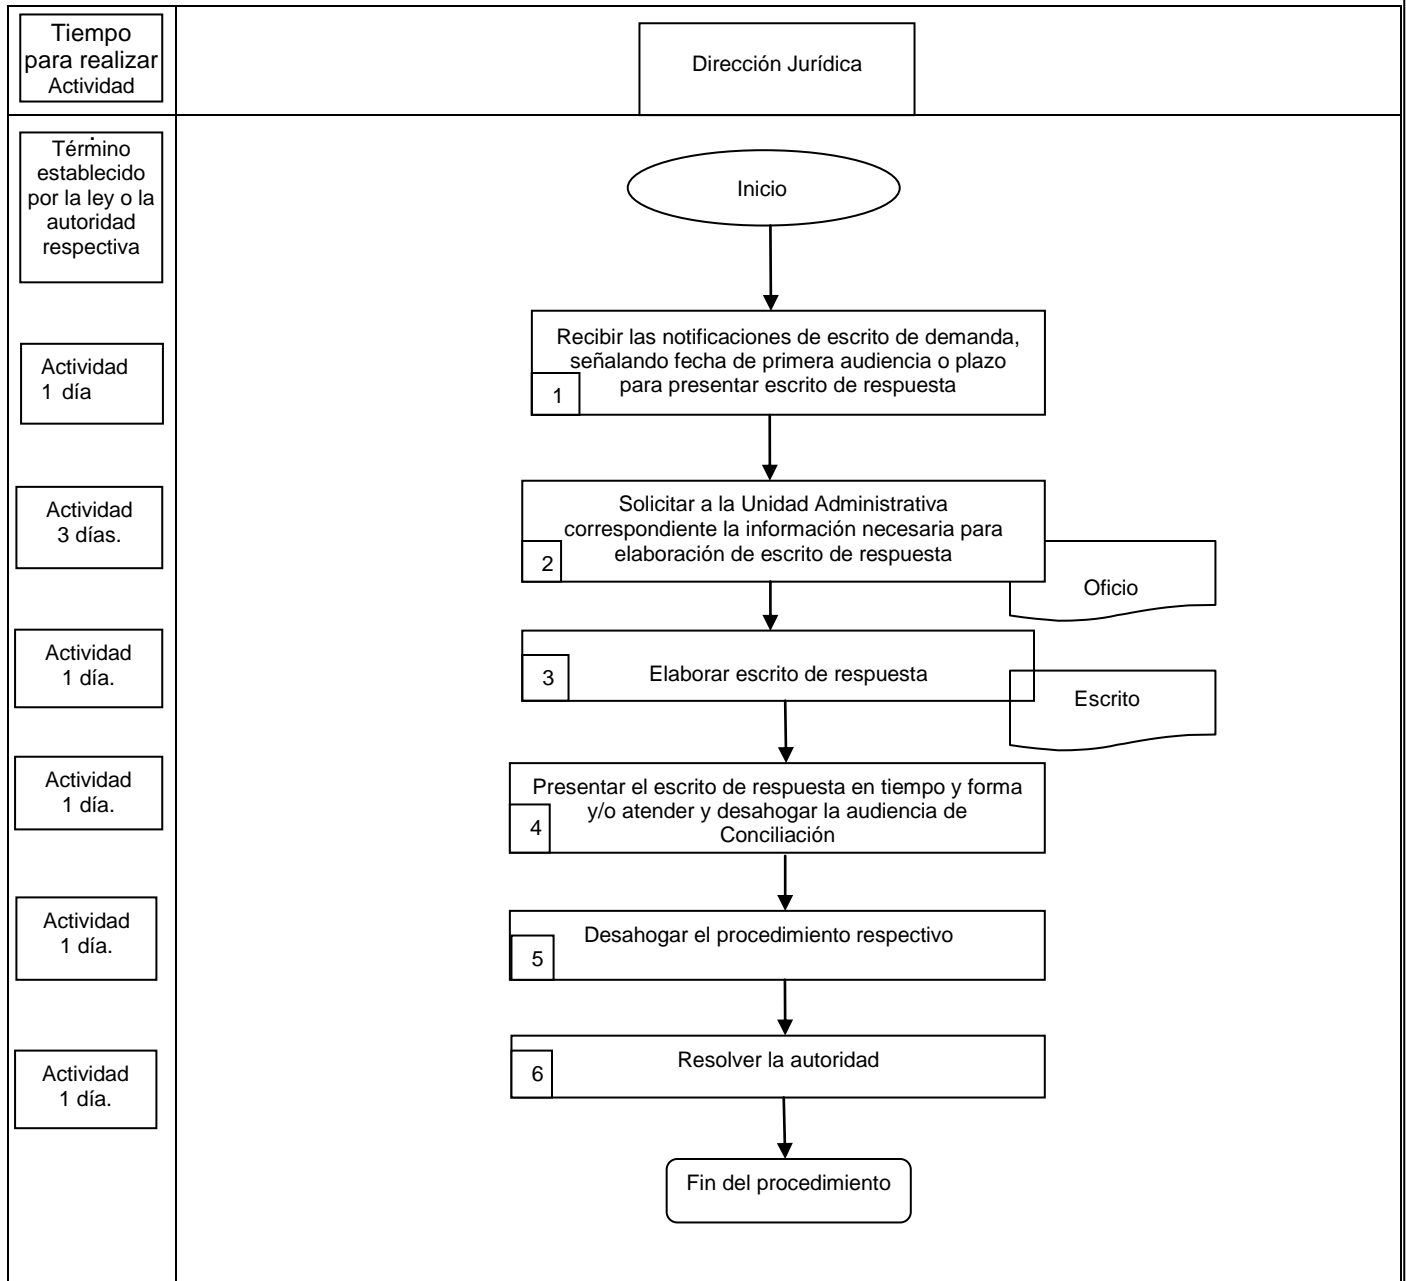 Tiempo
para realizar
Actividad
Dirección Jurídica
.
Término
establecido
por la ley o la
autoridad
respectiva
Inicio
Actividad
1 día
Recibir las notificaciones de escrito de demanda,
señalando fecha de primera audiencia o plazo
para presentar escrito de respuesta
1
Actividad
3 días.
Solicitar a la Unidad Administrativa
correspondiente la información necesaria para
elaboración de escrito de respuesta
2
Oficio
Actividad
1 día.
Elaborar escrito de respuesta
3
Escrito
Actividad
1 día.
Presentar el escrito de respuesta en tiempo y forma
y/o atender y desahogar la audiencia de
Conciliación
4
Actividad
1 día.
Desahogar el procedimiento respectivo
5
Actividad
1 día.
Resolver la autoridad
6
Fin del procedimiento